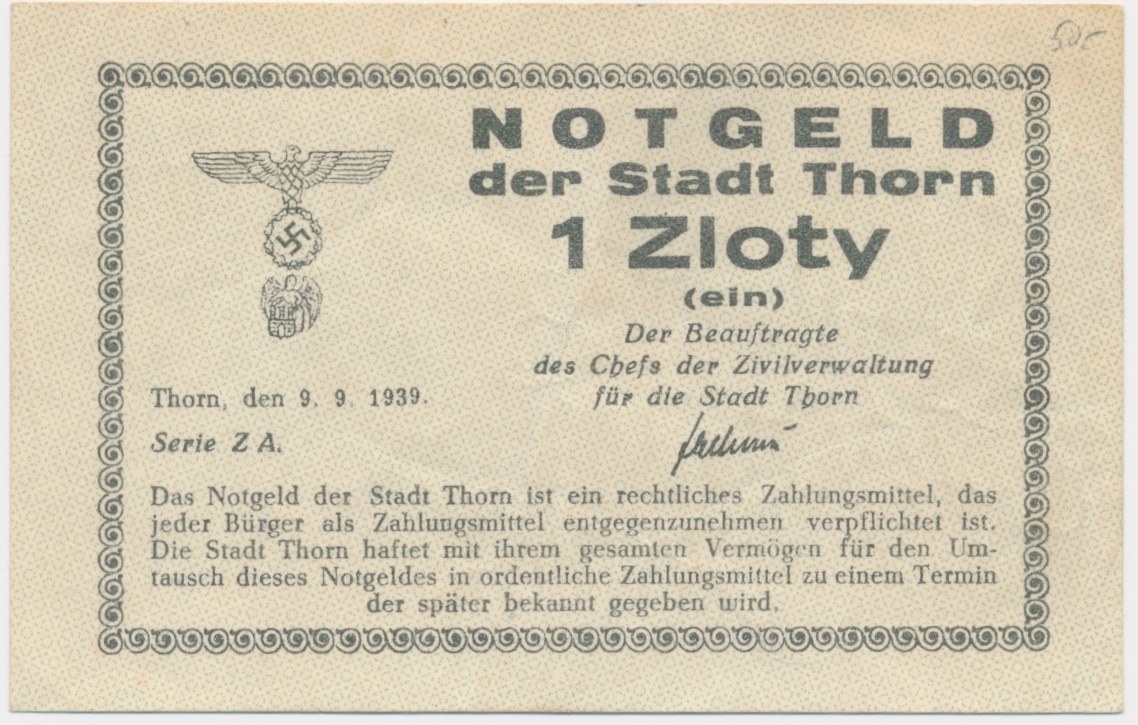 NOTGELD
der Stadt Thorn
1 Zloty
(ein)
Der Beauftragte
des Chefs der Zivilverwaltung
für die Stadt Thorn
Thorn, den 9. 9. 1939.
Serie Z A.
Das Notgeld der Stadt Thorn ist ein rechtliches Zahlungsmittel, das
jeder Bürger als Zahlungsmittel entgegenzunehmen verpflichtet ist.
Die Stadt Thorn haftet mit ihrem gesamten Vermögen für den Um-
tausch dieses Notgeldes in ordentliche Zahlungsmittel zu einem Termin
der später bekannt gegeben wird.